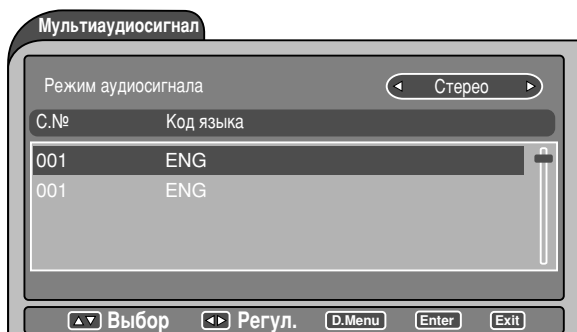 Мультиаудиосигнал
Режим аудиосигнала Стерео
С.№ Код языка
001 ENG
001 ENG
Выбор Регул. D.Menu Enter Exit